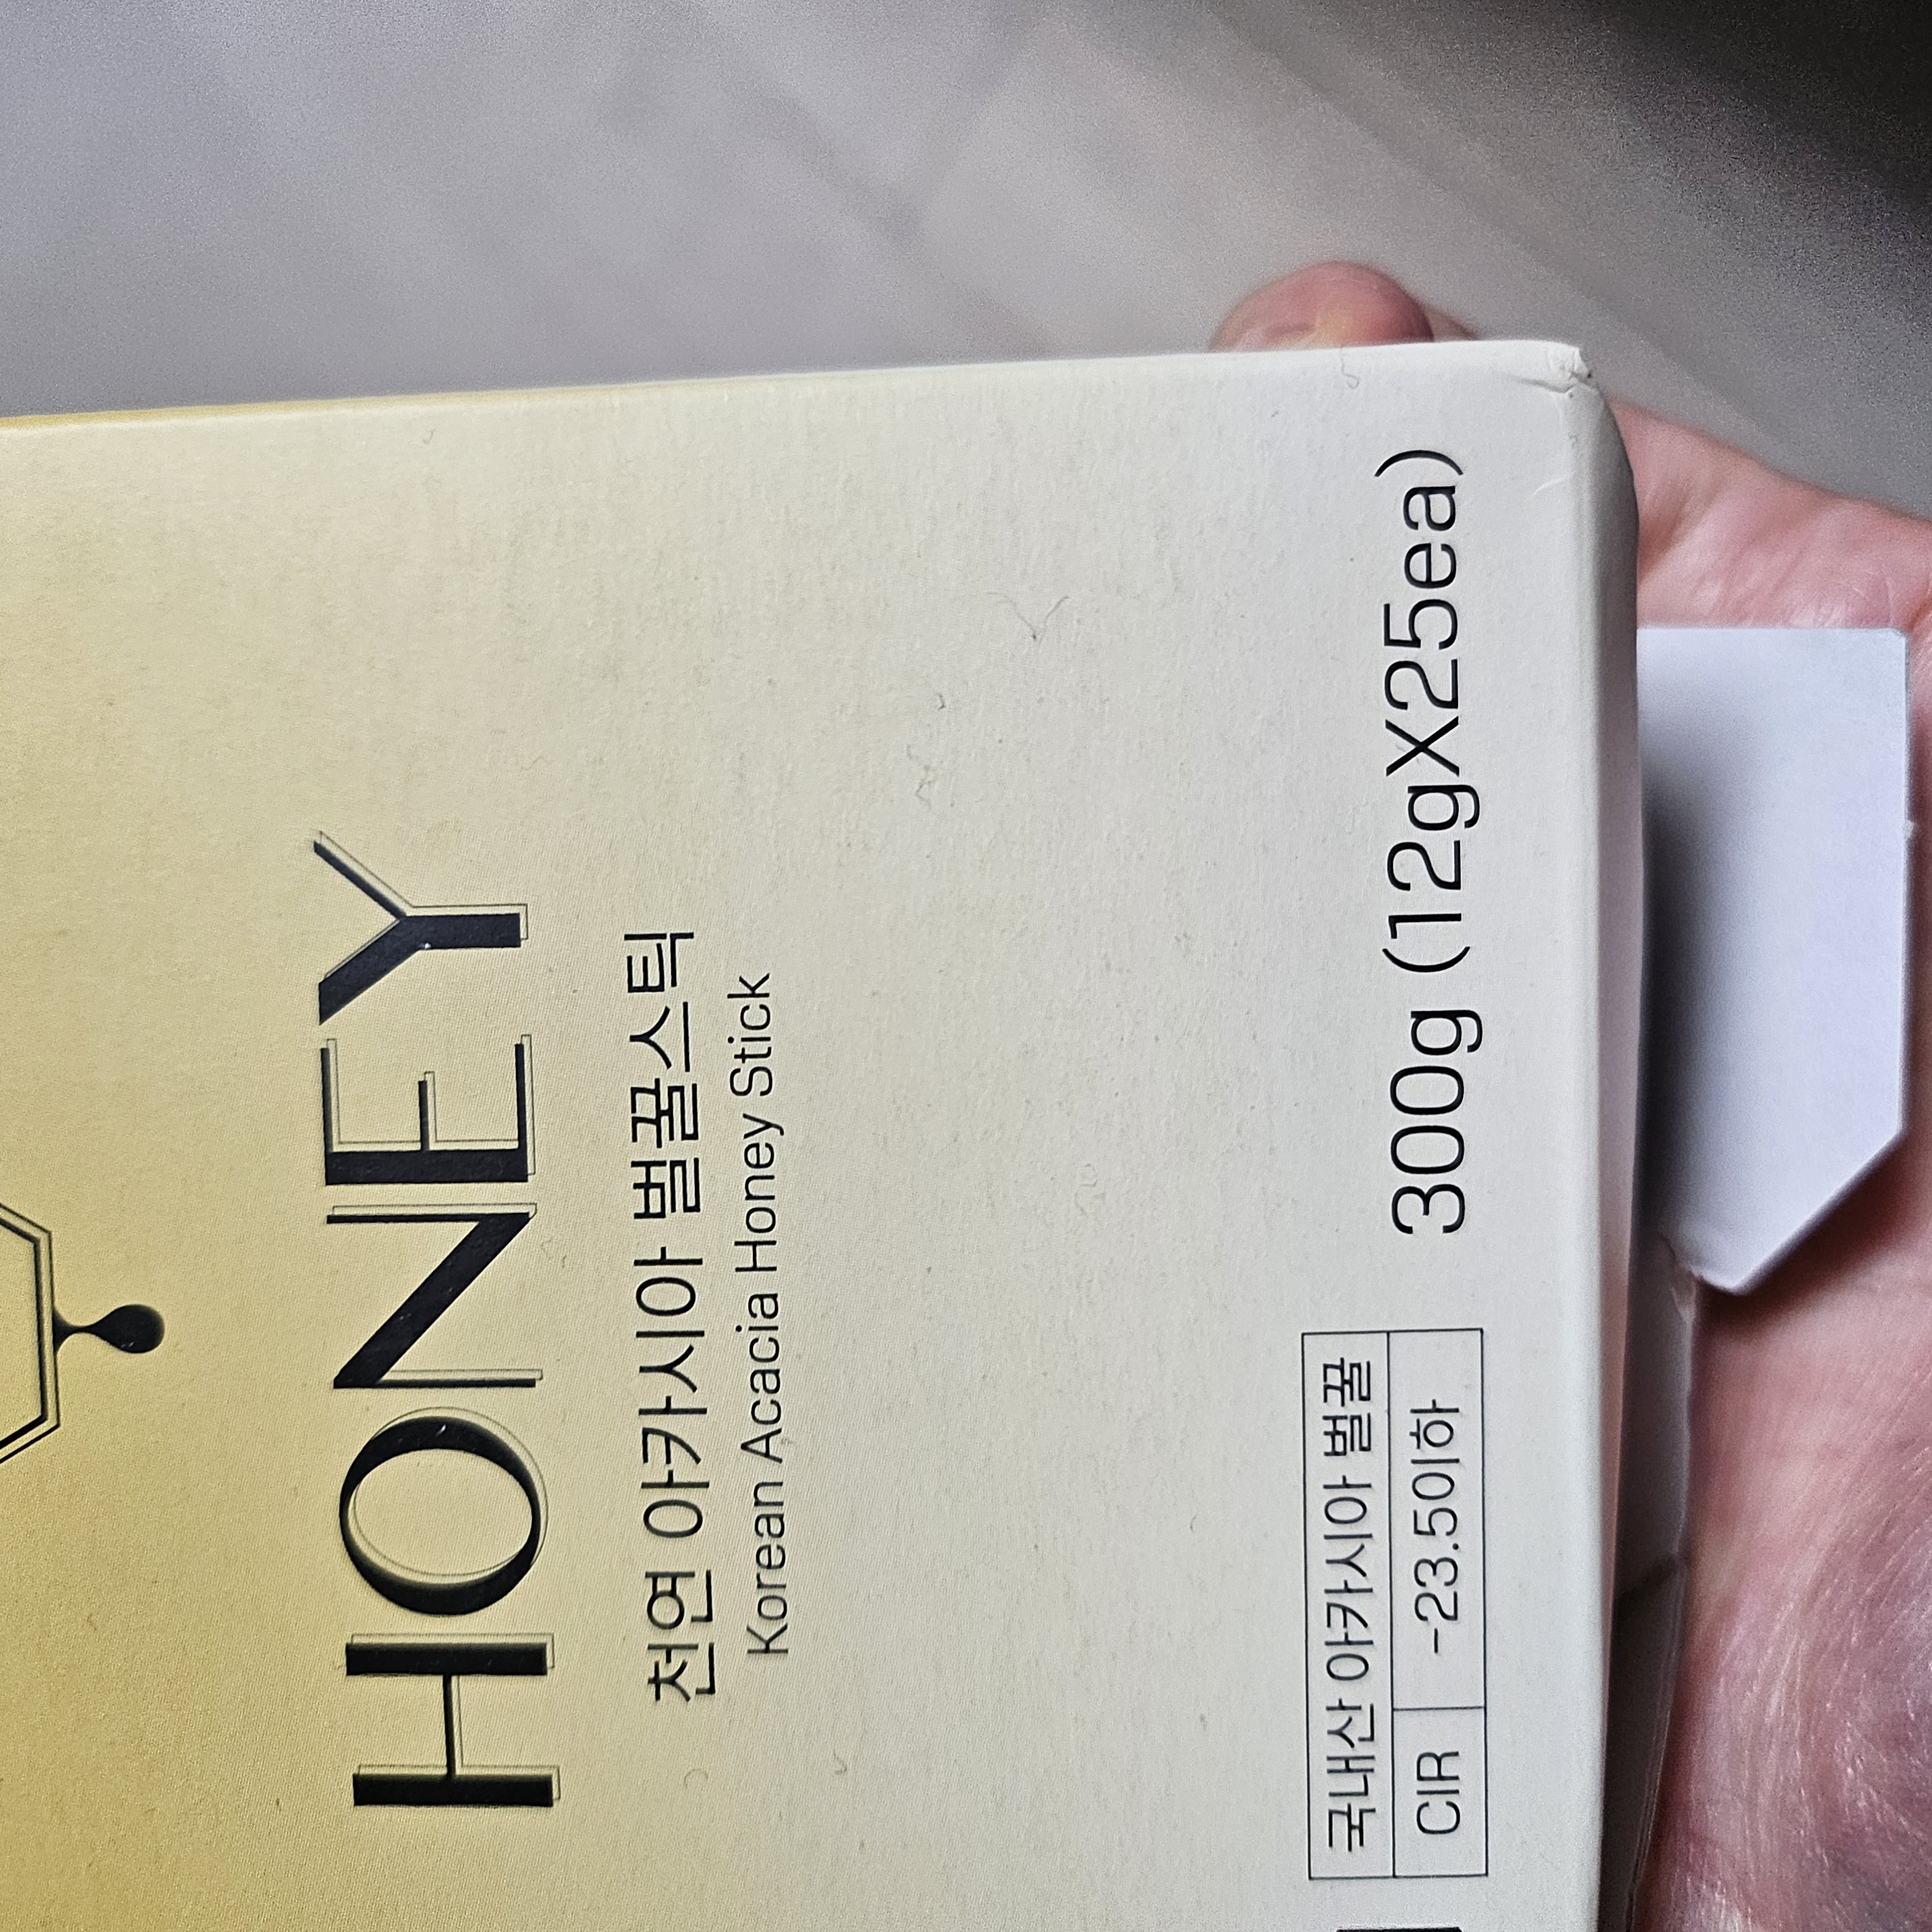 HONEY
천연 아카시아 벌꿀스틱
Korean Acacia Honey Stick
국내산 아카시아 벌꿀
CIR -23.5이하
300g (12gX25ea)